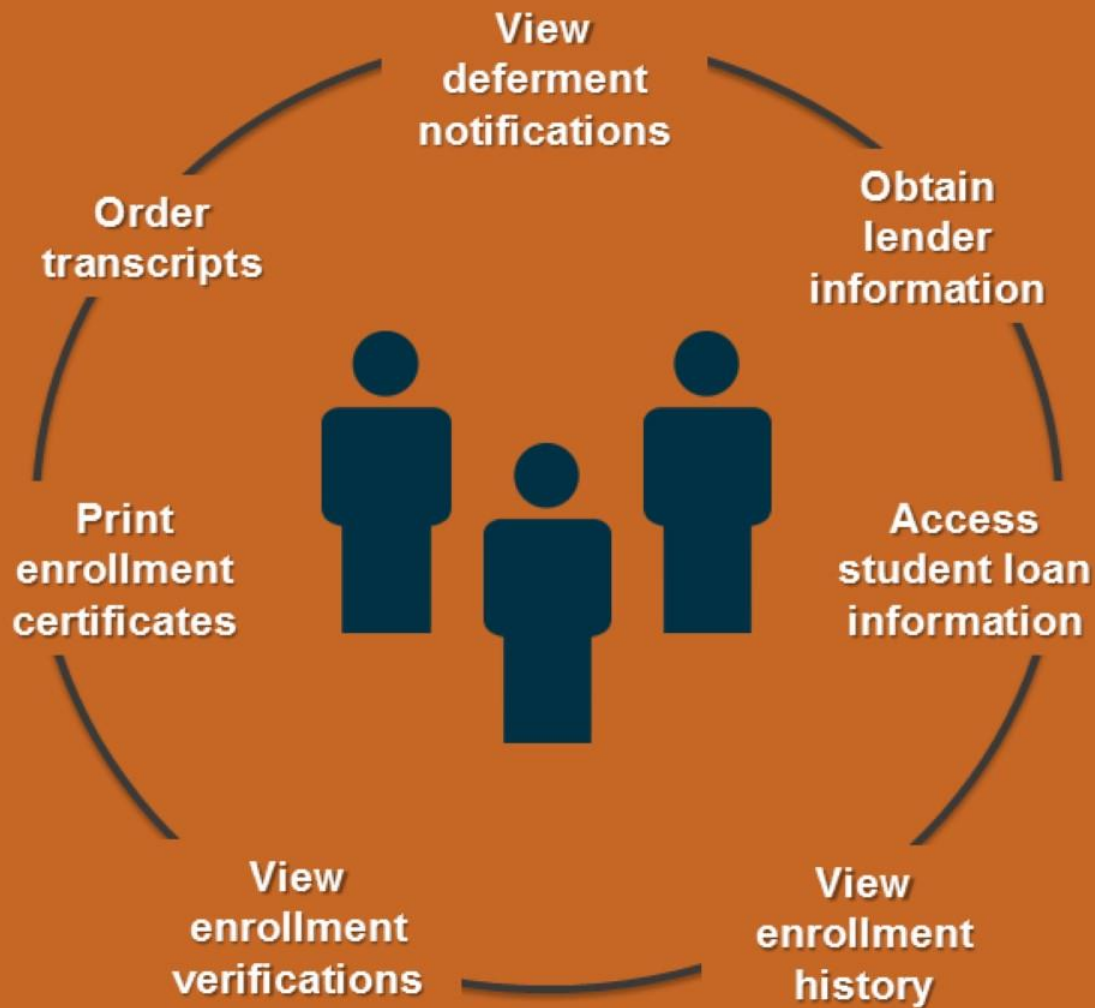 View
deferment
notifications
Obtain
lender
information
Access
student loan
information
View
enrollment
history
View
enrollment
verifications
Print
enrollment
certificates
Order
transcripts